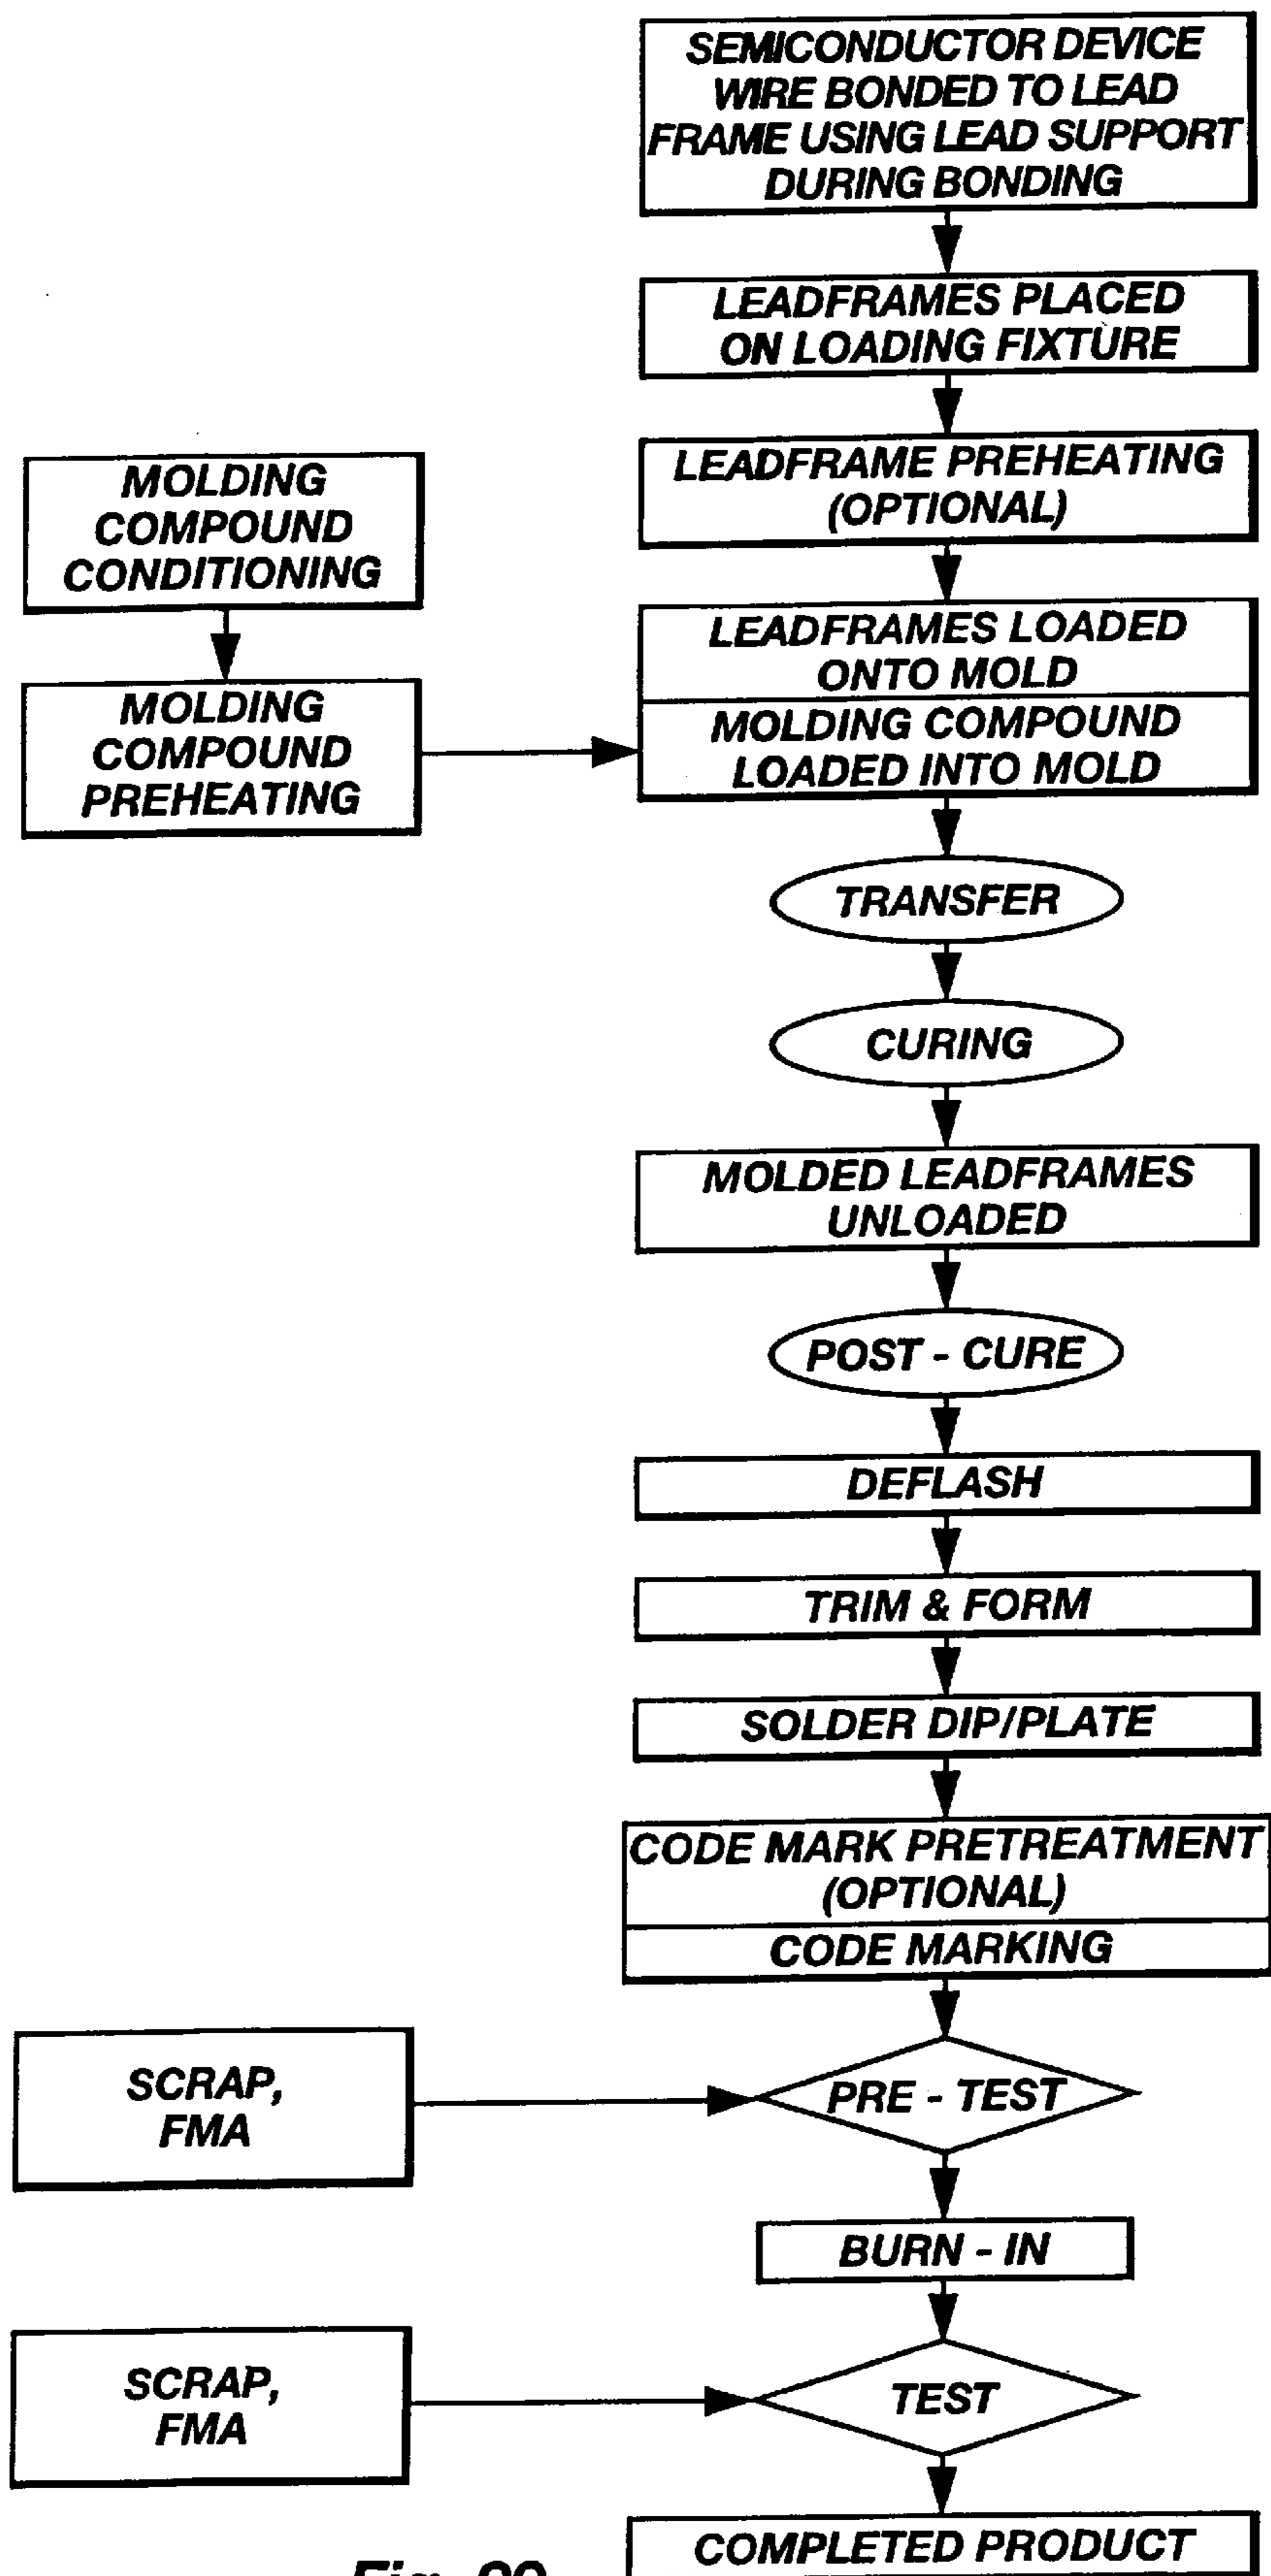 SEMICONDUCTOR DEVICE
WIRE BONDED TO LEAD
FRAME USING LEAD SUPPORT
DURING BONDING
LEADFRAMES PLACED
ON LOADING FIXTURE
LEADFRAME PREHEATING
(OPTIONAL)
MOLDING
COMPOUND
CONDITIONING
MOLDING
COMPOUND
PREHEATING
LEADFRAMES LOADED
ONTO MOLD
MOLDING COMPOUND
LOADED INTO MOLD
TRANSFER
CURING
MOLDED LEADFRAMES
UNLOADED
POST - CURE
DEFLASH
TRIM & FORM
SOLDER DIP/PLATE
CODE MARK PRETREATMENT
(OPTIONAL)
CODE MARKING
SCRAP,
FMA
PRE - TEST
BURN - IN
SCRAP,
FMA
TEST
COMPLETED PRODUCT
Fig.